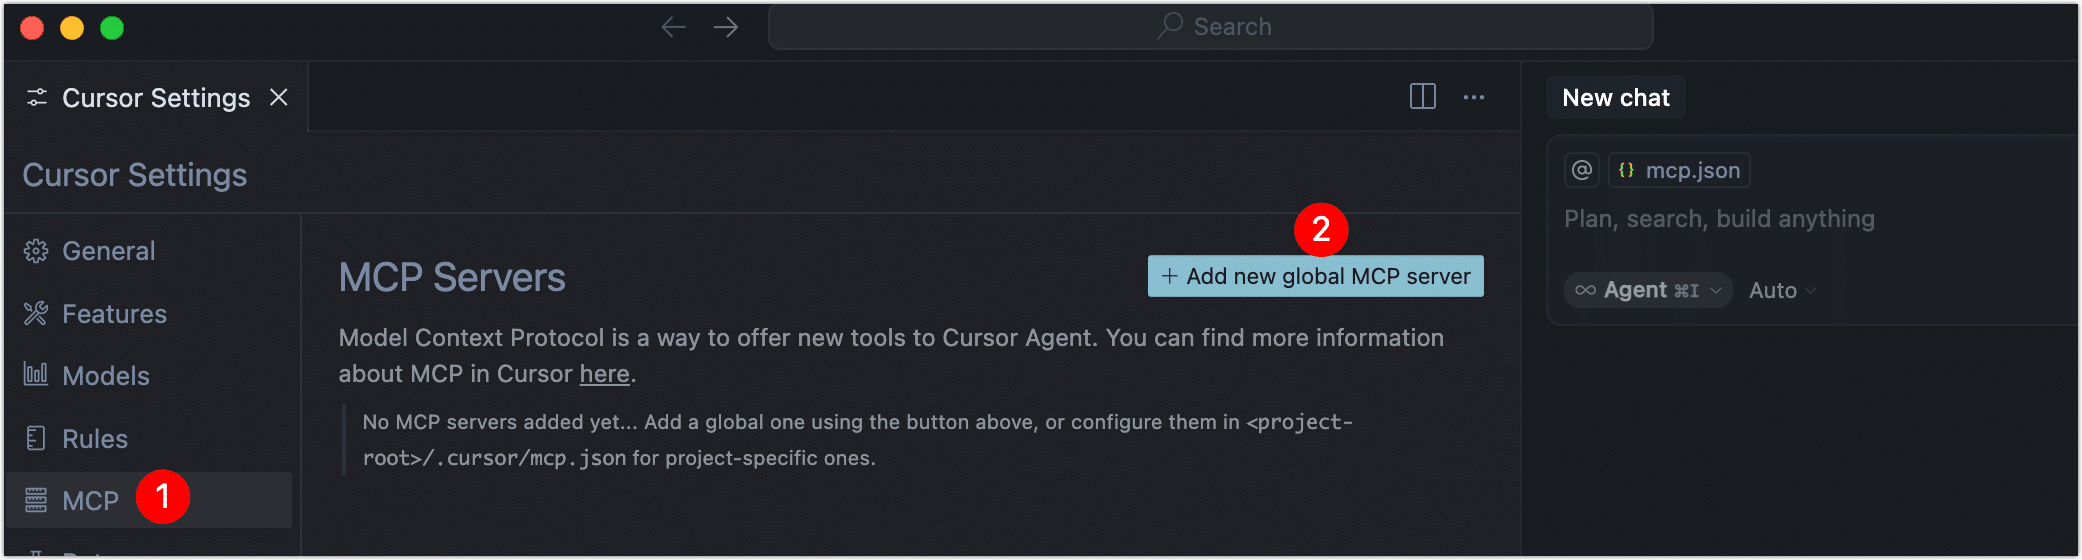 Search
Cursor Settings
New chat
Cursor Settings
@ {} mcp.json
Plan, search, build anything
2
General
MCP Servers
+ Add new global MCP server
∞ Agent ⌘I
Auto
Features
Model Context Protocol is a way to offer new tools to Cursor Agent. You can find more information
about MCP in Cursor here.
Models
No MCP servers added yet... Add a global one using the button above, or configure them in <project-
root>/.cursor/mcp.json for project-specific ones.
Rules
MCP
1